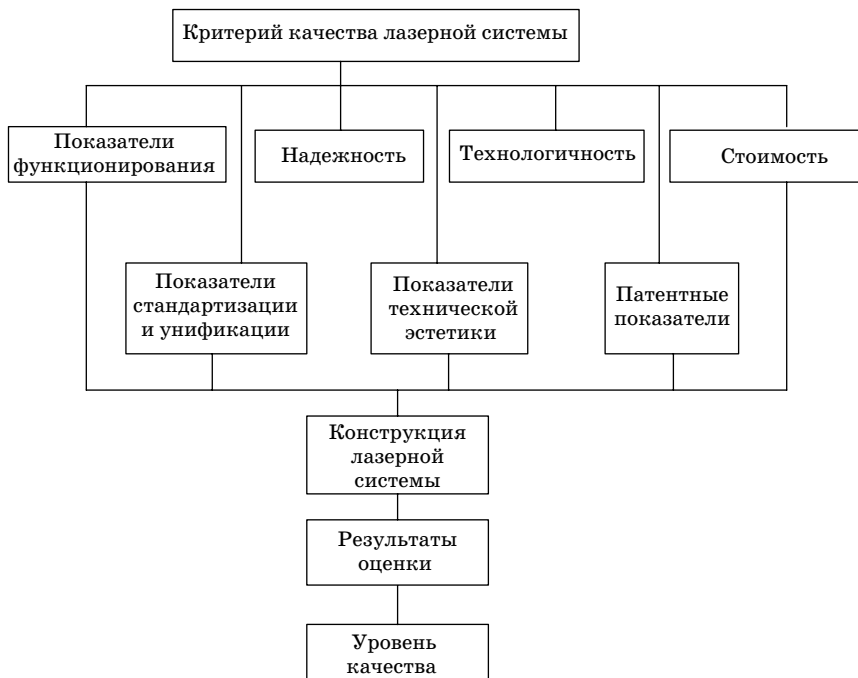 Критерий качества лазерной системы
Показатели
функционирования
Надежность
Технологичность
Стоимость
Показатели
стандартизации
и унификации
Показатели
технической
эстетики
Патентные
показатели
Конструкция
лазерной
системы
Результаты
оценки
Уровень
качества